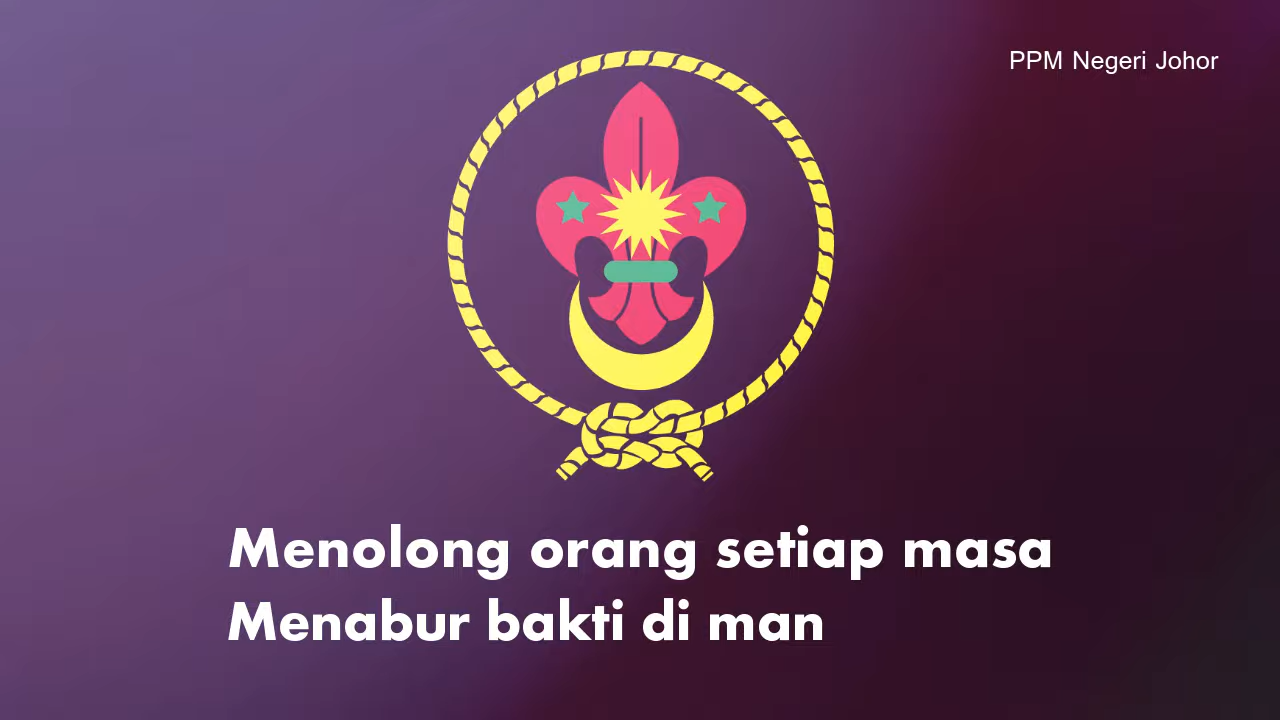 PPM Negeri Johor
Menolong orang setiap masa
Menabur bakti di man